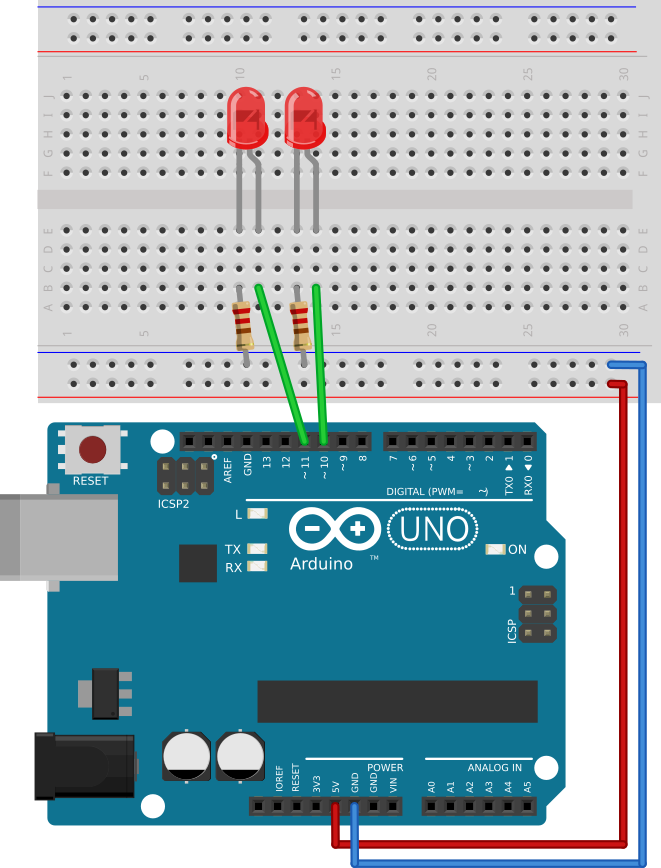 1 5 10 15 20 25 30
J J
I I
H H
G G
F F
E E
D D
C C
B B
A A
1 5 10 15 20 25 30
RESET
ICSP2
AREF
GND
13
12
~11
~10
~9
8
7
~6
~5
4
~3
2
TX0 ▶ 1
RX0 ◀ 0
DIGITAL (PWM= ~)
L
TX
RX
UNO
ON
Arduino
TM
1
ICSP
POWER
ANALOG IN
IOREF
RESET
3V3
5V
GND
GND
VIN
A0
A1
A2
A3
A4
A5